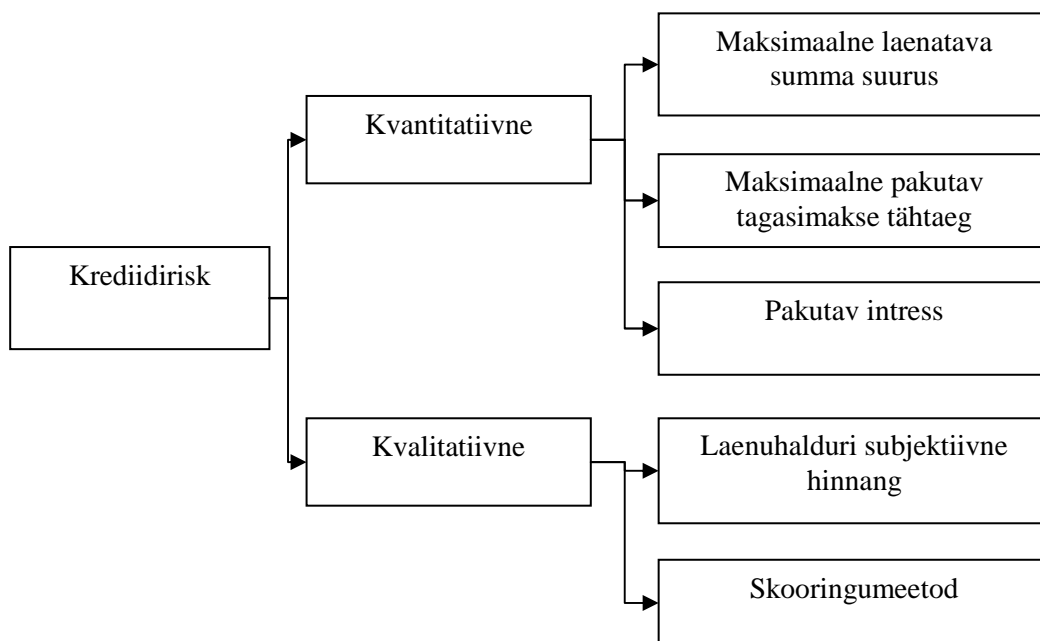 Krediidirisk
Kvantitatiivne
Maksimaalne laenatava
summa suurus
Maksimaalne pakutav
tagasimakse tähtaeg
Pakutav intress
Kvalitatiivne
Laenuhalduri subjektiivne
hinnang
Skooringumeetod